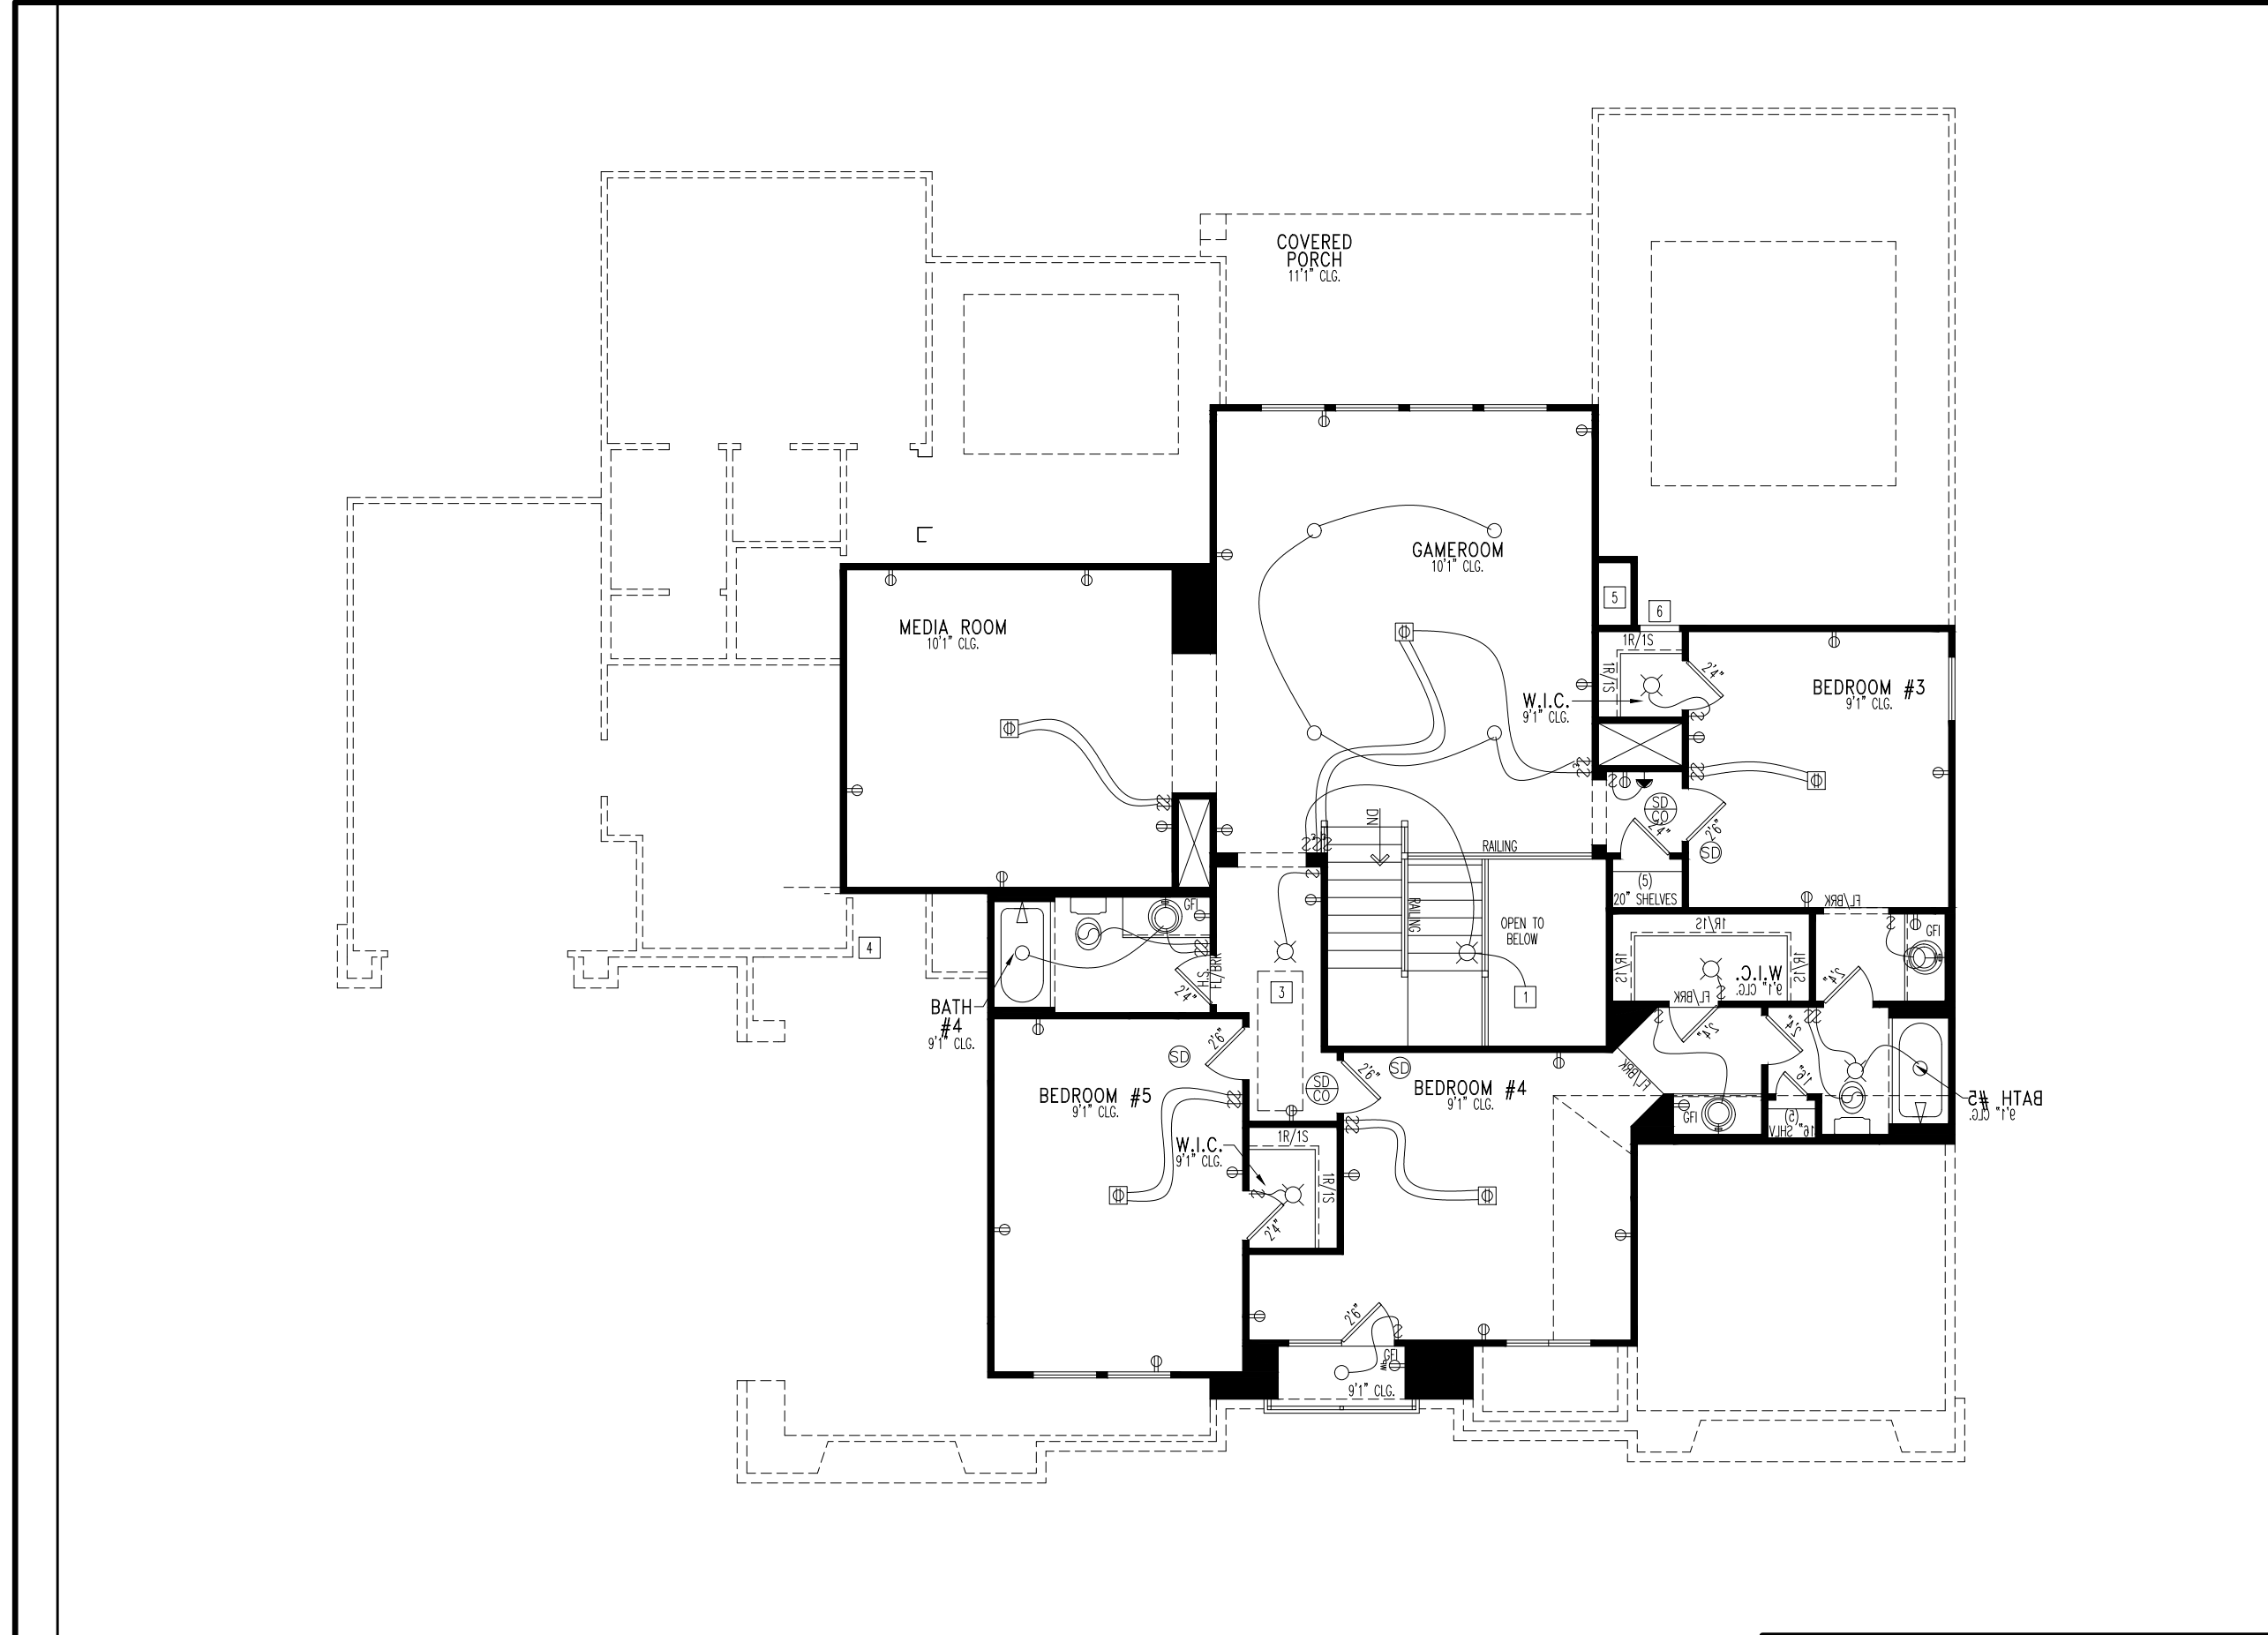 COVERED
PORCH
11'1" CLG.
GAMEROOM
10'1" CLG.
5
6
MEDIA ROOM
10'1" CLG.
1R/1S
1R/1S
2'4"
W.I.C.
9'1" CLG.
BEDROOM #3
9'1" CLG.
SD
CO
2'4"
2'6"
SD
DN
3
3
2
2
RAILING
RAILING
(5)
20" SHELVES
FL/BRK
OPEN TO
BELOW
GFI
H.S.
FL/BRK
2'4"
4
3
1
1R/1S
1R/1S
1R/1S
W.I.C.
9'1" CLG.
FL/BRK
2'4"
GFI
2'4"
2'4"
BATH
#4
9'1" CLG.
2'6"
SD
BEDROOM #5
9'1" CLG.
SD
CO
2'6"
SD
BEDROOM #4
9'1" CLG.
FL/BRK
GFI
1'6"
(5)
16" SHLV
BATH #5
9'1" CLG.
W.I.C.
9'1" CLG.
1R/1S
1R/1S
2'4"
2'6"
GFI
WP
9'1" CLG.